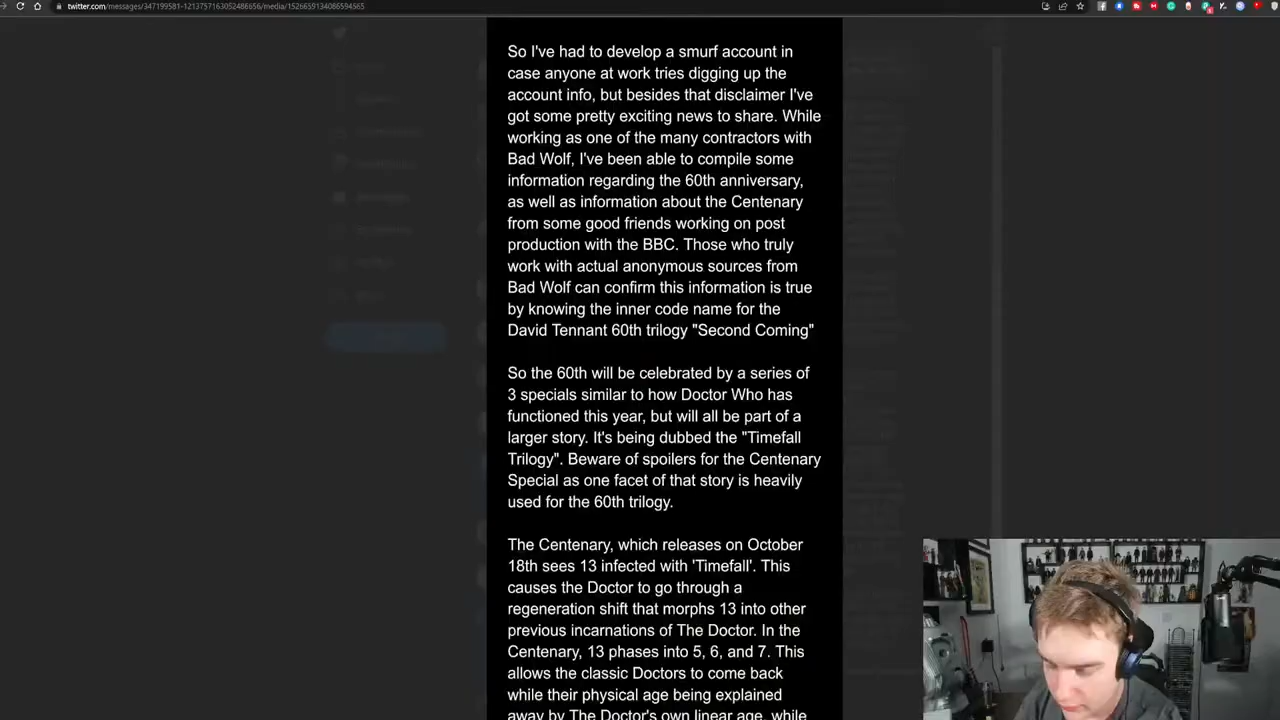 twitter.com/messages/347199581-1213757163052486656/media/1526659134086594565
So I've had to develop a smurf account in
case anyone at work tries digging up the
account info, but besides that disclaimer I've
got some pretty exciting news to share. While
working as one of the many contractors with
Bad Wolf, I've been able to compile some
information regarding the 60th anniversary,
as well as information about the Centenary
from some good friends working on post
production with the BBC. Those who truly
work with actual anonymous sources from
Bad Wolf can confirm this information is true
by knowing the inner code name for the
David Tennant 60th trilogy "Second Coming"
So the 60th will be celebrated by a series of
3 specials similar to how Doctor Who has
functioned this year, but will all be part of a
larger story. It's being dubbed the "Timefall
Trilogy". Beware of spoilers for the Centenary
Special as one facet of that story is heavily
used for the 60th trilogy.
The Centenary, which releases on October
18th sees 13 infected with 'Timefall'. This
causes the Doctor to go through a
regeneration shift that morphs 13 into other
previous incarnations of The Doctor. In the
Centenary, 13 phases into 5, 6, and 7. This
allows the classic Doctors to come back
while their physical age being explained
away by The Doctor's own linear age, while